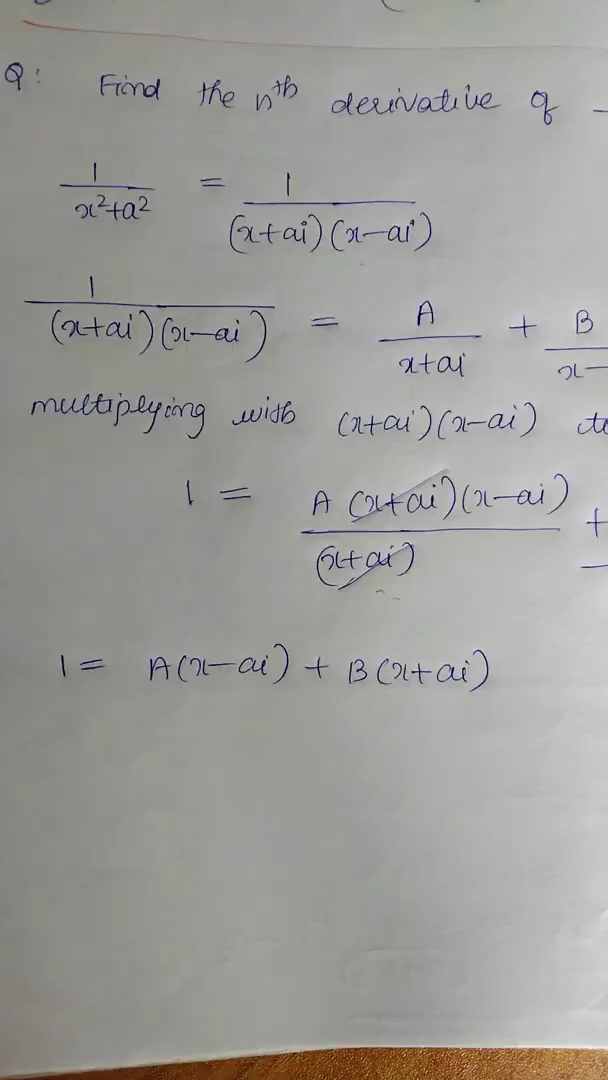 Q: Find the nth derivative of –
1/(x²+a²) = 1/((x+ai)(x-ai))
1/((x+ai)(x-ai)) = A/(x+ai) + B/(x-
multiplying with (x+ai)(x-ai)
1 = A(x+ai)(x-ai)/(x+ai) +
1 = A(x-ai) + B(x+ai)